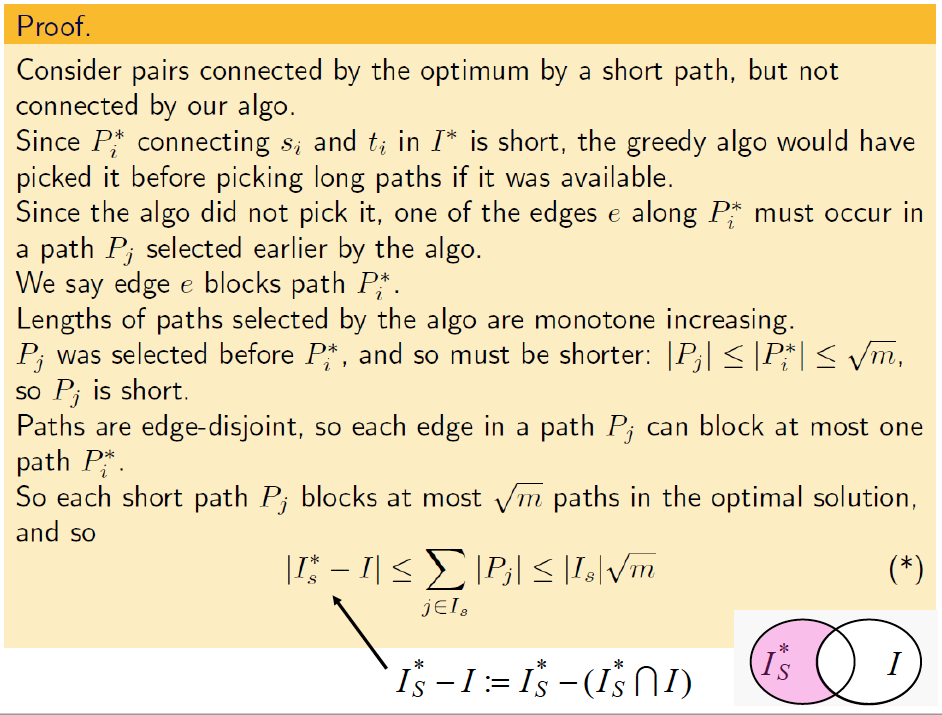 Proof.
Consider pairs connected by the optimum by a short path, but not
connected by our algo.
Since $P_i^*$ connecting $s_i$ and $t_i$ in $I^*$ is short, the greedy algo would have
picked it before picking long paths if it was available.
Since the algo did not pick it, one of the edges $e$ along $P_i^*$ must occur in
a path $P_j$ selected earlier by the algo.
We say edge $e$ blocks path $P_i^*$.
Lengths of paths selected by the algo are monotone increasing.
$P_j$ was selected before $P_i^*$, and so must be shorter: $|P_j| \leq |P_i^*| \leq \sqrt{m}$,
so $P_j$ is short.
Paths are edge-disjoint, so each edge in a path $P_j$ can block at most one
path $P_i^*$.
So each short path $P_j$ blocks at most $\sqrt{m}$ paths in the optimal solution,
and so
$|I_s^* - I| \leq \sum_{j \in I_s} |P_j| \leq |I_s| \sqrt{m}$ (*)
$I_S^* - I := I_S^* - (I_S^* \bigcap I)$
$I_S^*$ $I$